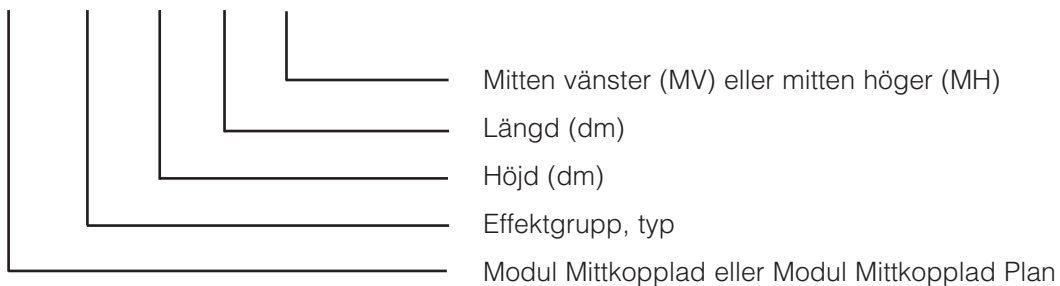 Mitten vänster (MV) eller mitten höger (MH)
Längd (dm)
Höjd (dm)
Effektgrupp, typ
Modul Mittkopplad eller Modul Mittkopplad Plan